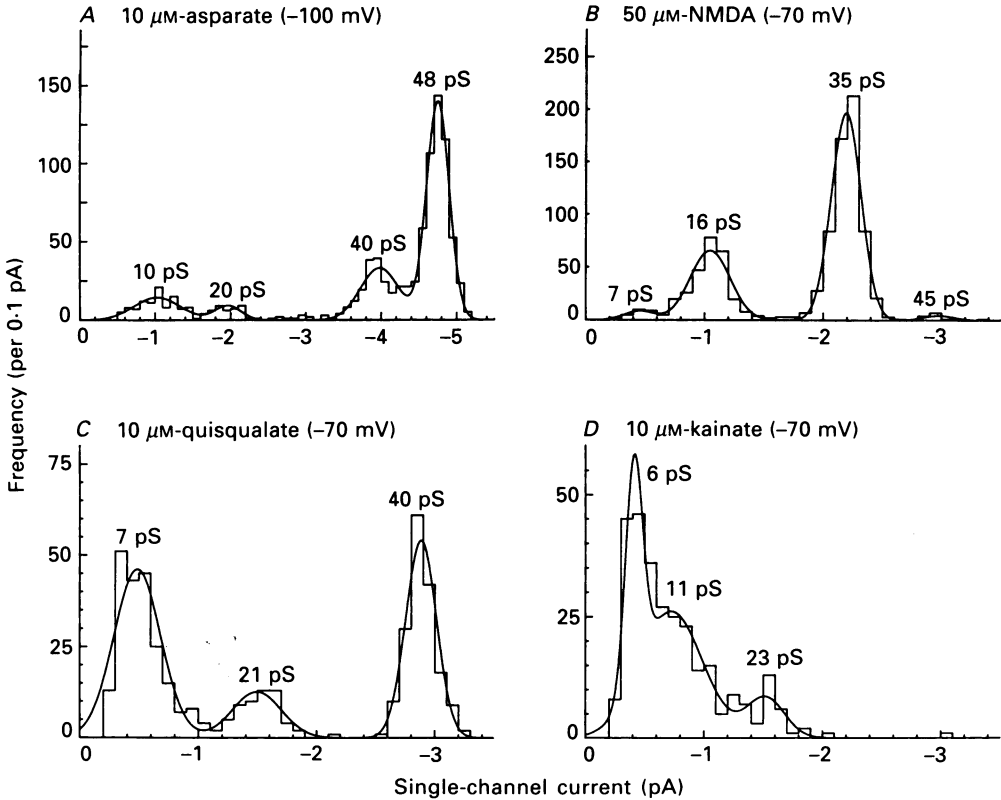 A 10 μM-asparate (−100 mV)
B 50 μM-NMDA (−70 mV)
48 pS
150
100
50
0
40 pS
10 pS
20 pS
0 −1 −2 −3 −4 −5
250
200
150
100
50
0
35 pS
16 pS
7 pS
45 pS
0 −1 −2 −3
Frequency (per 0·1 pA)
C 10 μM-quisqualate (−70 mV)
D 10 μM-kainate (−70 mV)
75
50
25
0
7 pS
40 pS
21 pS
0 −1 −2 −3
50
25
0
6 pS
11 pS
23 pS
0 −1 −2 −3
Single-channel current (pA)